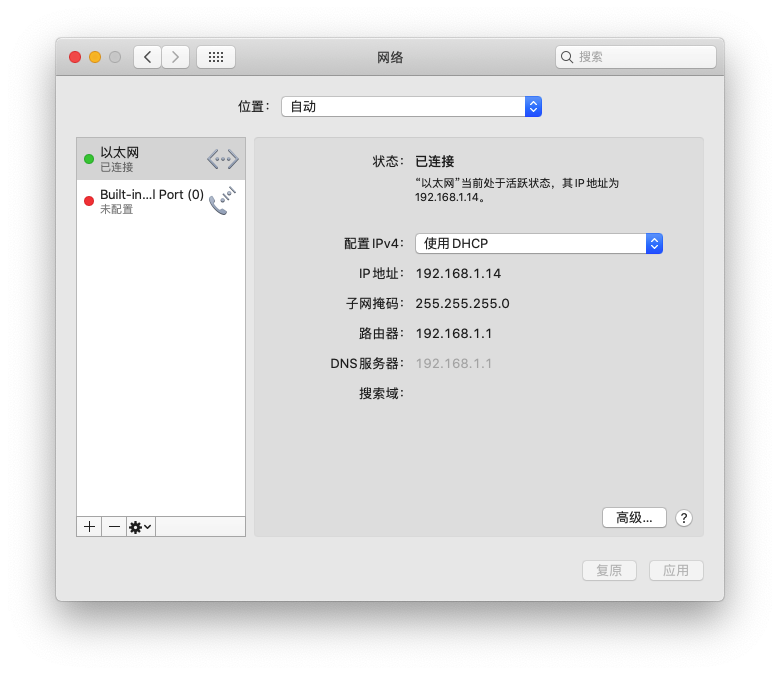 网络
搜索
位置： 自动
以太网
已连接
Built-in...l Port (0)
未配置
状态： 已连接
“以太网”当前处于活跃状态，其 IP 地址为
192.168.1.14。
配置 IPv4： 使用 DHCP
IP 地址： 192.168.1.14
子网掩码： 255.255.255.0
路由器： 192.168.1.1
DNS 服务器： 192.168.1.1
搜索域：
高级... ?
复原 应用